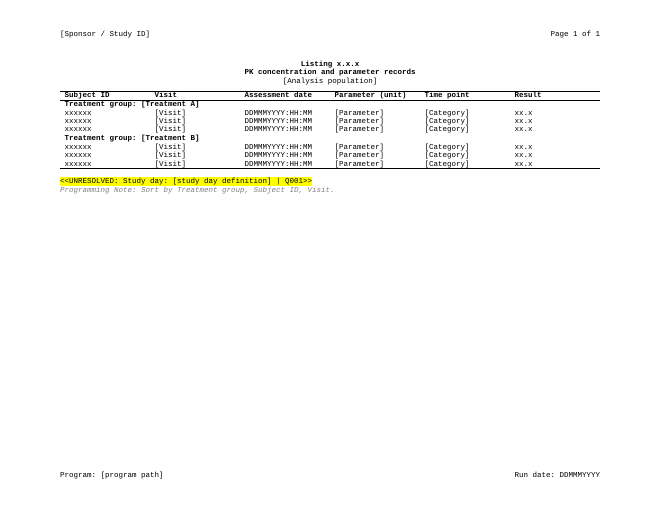 [Sponsor / Study ID] Page 1 of 1
Listing x.x.x
PK concentration and parameter records
[Analysis population]
Subject ID Visit Assessment date Parameter (unit) Time point Result
Treatment group: [Treatment A]
xxxxxx [Visit] DDMMMYYYY:HH:MM [Parameter] [Category] xx.x
xxxxxx [Visit] DDMMMYYYY:HH:MM [Parameter] [Category] xx.x
xxxxxx [Visit] DDMMMYYYY:HH:MM [Parameter] [Category] xx.x
Treatment group: [Treatment B]
xxxxxx [Visit] DDMMMYYYY:HH:MM [Parameter] [Category] xx.x
xxxxxx [Visit] DDMMMYYYY:HH:MM [Parameter] [Category] xx.x
xxxxxx [Visit] DDMMMYYYY:HH:MM [Parameter] [Category] xx.x
<<UNRESOLVED: Study day: [study day definition] | Q001>>
Programming Note: Sort by Treatment group, Subject ID, Visit.
Program: [program path] Run date: DDMMMYYYY